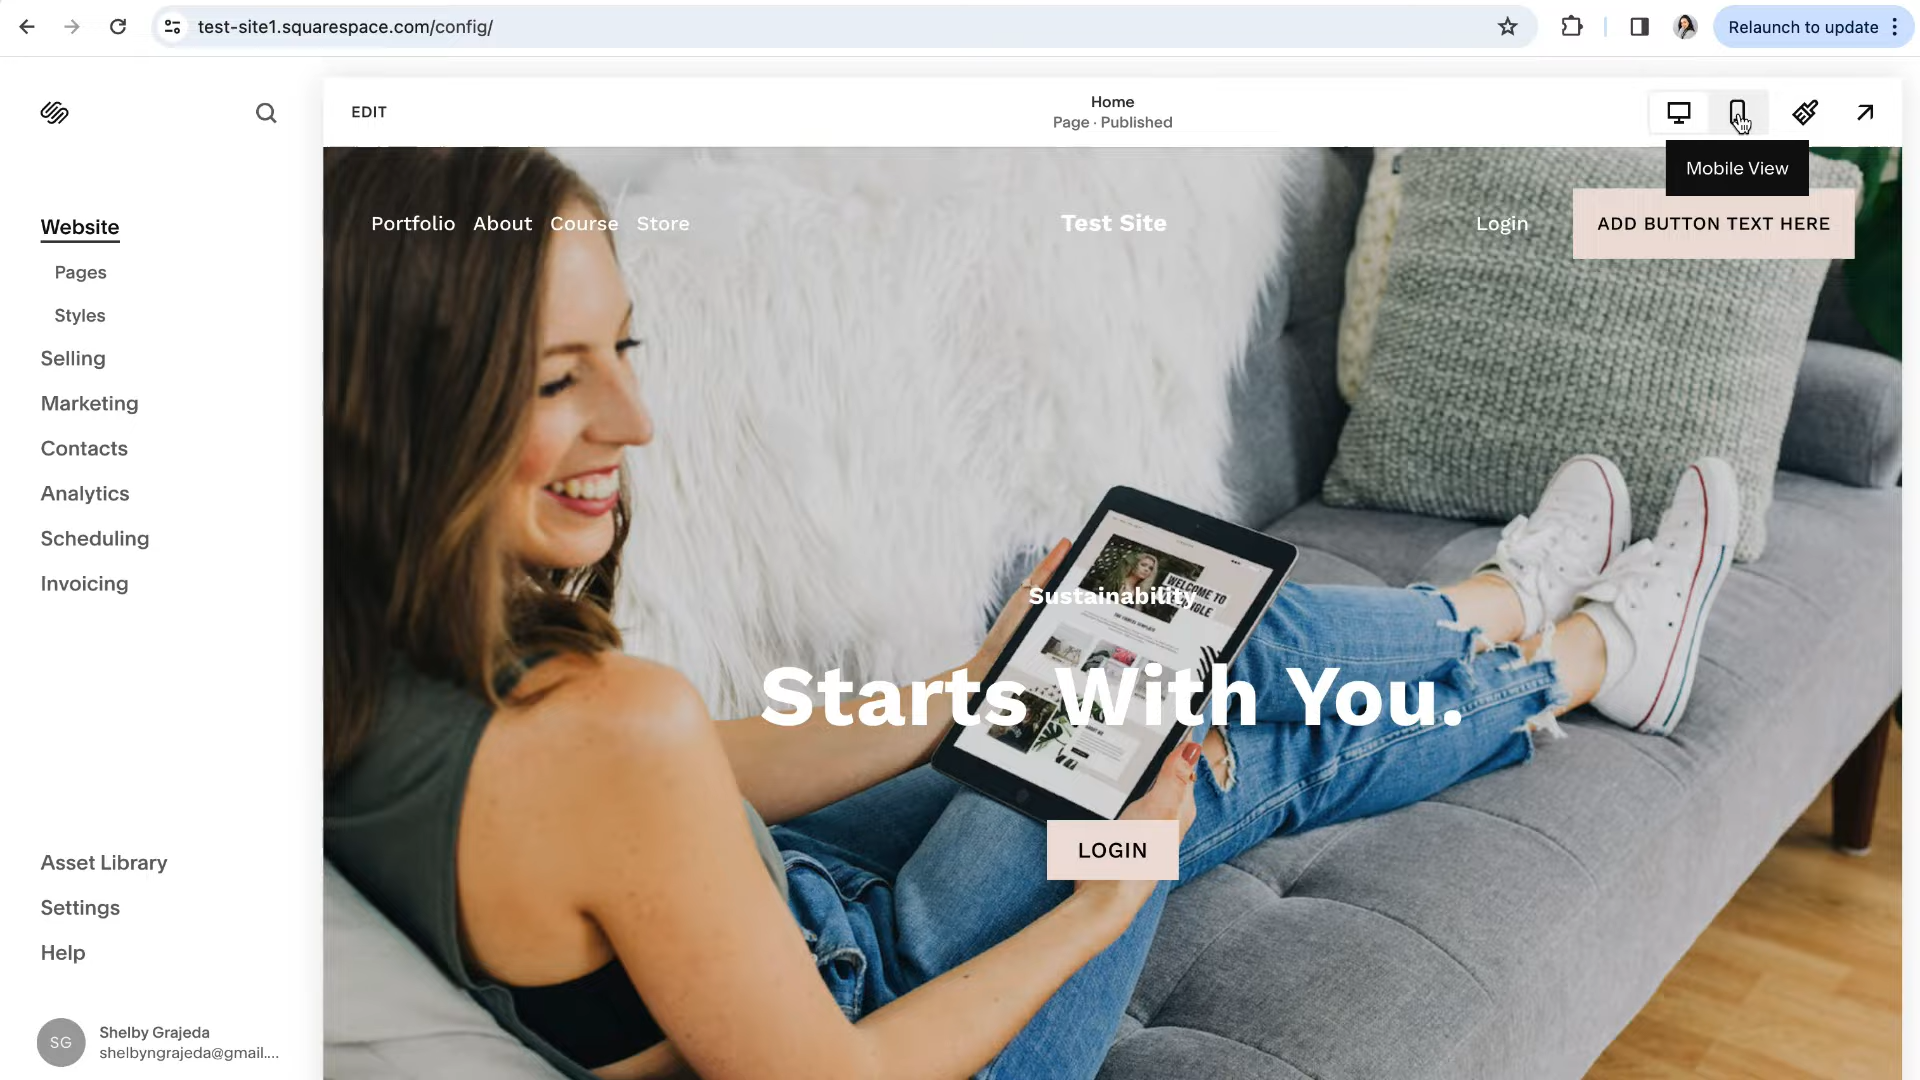 test-site1.squarespace.com/config/
Relaunch to update
EDIT
Home
Page · Published
Mobile View
Website
Pages
Styles
Selling
Marketing
Contacts
Analytics
Scheduling
Invoicing
Asset Library
Settings
Help
SG
Shelby Grajeda
shelbyngrajeda@gmail....
Portfolio About Course Store
Test Site
Login
ADD BUTTON TEXT HERE
WELCOME TO
Sustainability
Starts With You.
LOGIN